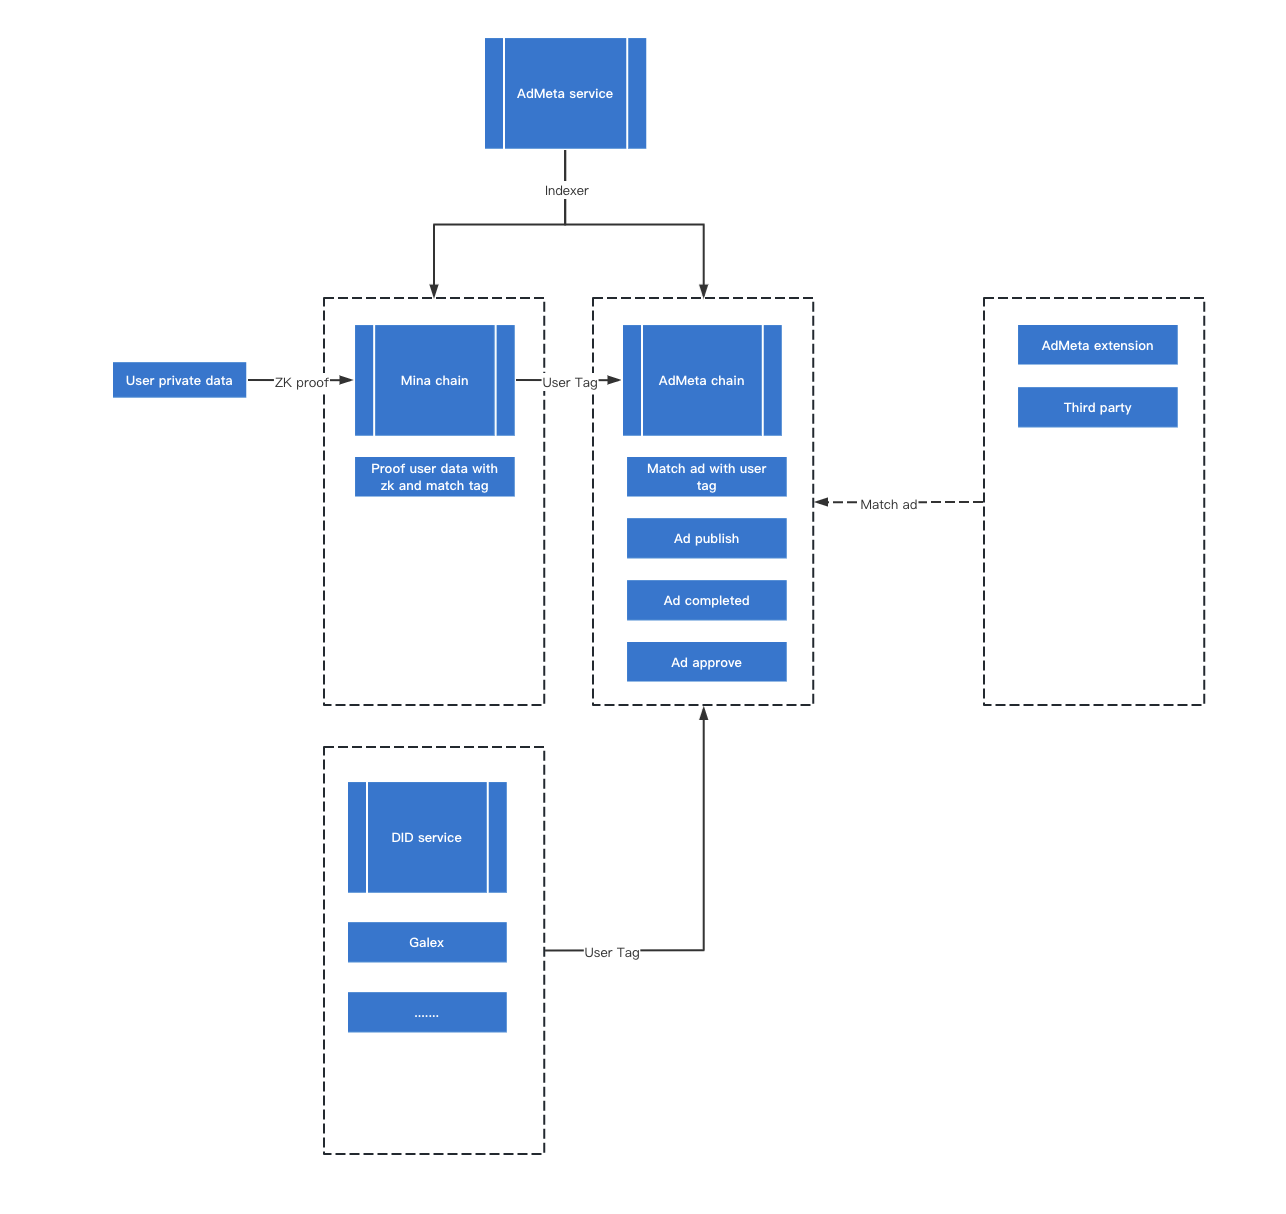 AdMeta service
Indexer
User private data
ZK proof
Mina chain
User Tag
AdMeta chain
AdMeta extension
Third party
Proof user data with
zk and match tag
Match ad with user
tag
Match ad
Ad publish
Ad completed
Ad approve
DID service
Galex
User Tag
.......